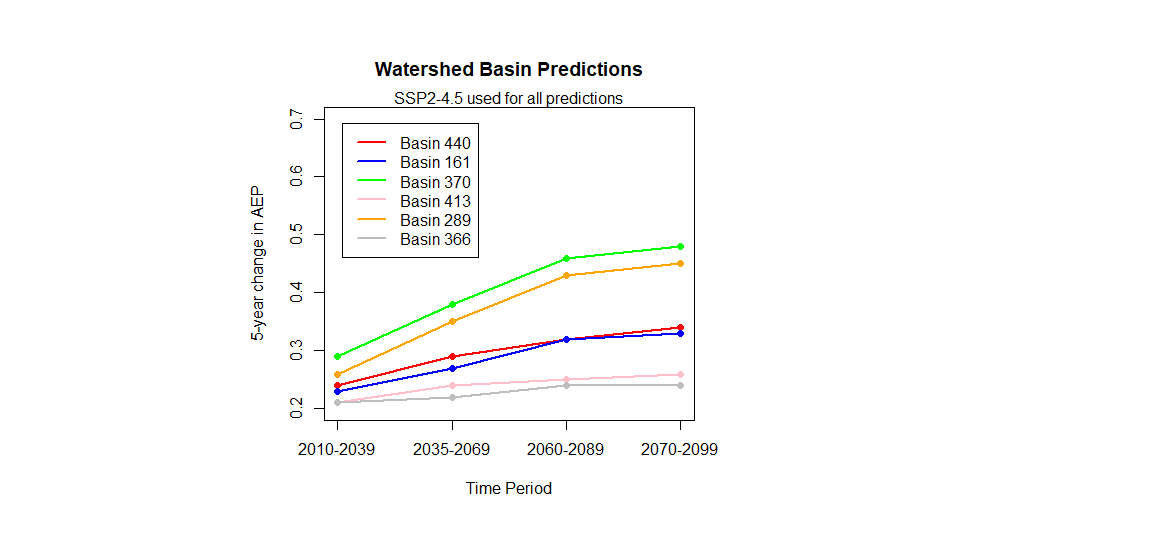 Watershed Basin Predictions
SSP2-4.5 used for all predictions
0.7
0.6
0.5
0.4
0.3
0.2
5-year change in AEP
Basin 440
Basin 161
Basin 370
Basin 413
Basin 289
Basin 366
2010-2039 2035-2069 2060-2089 2070-2099
Time Period